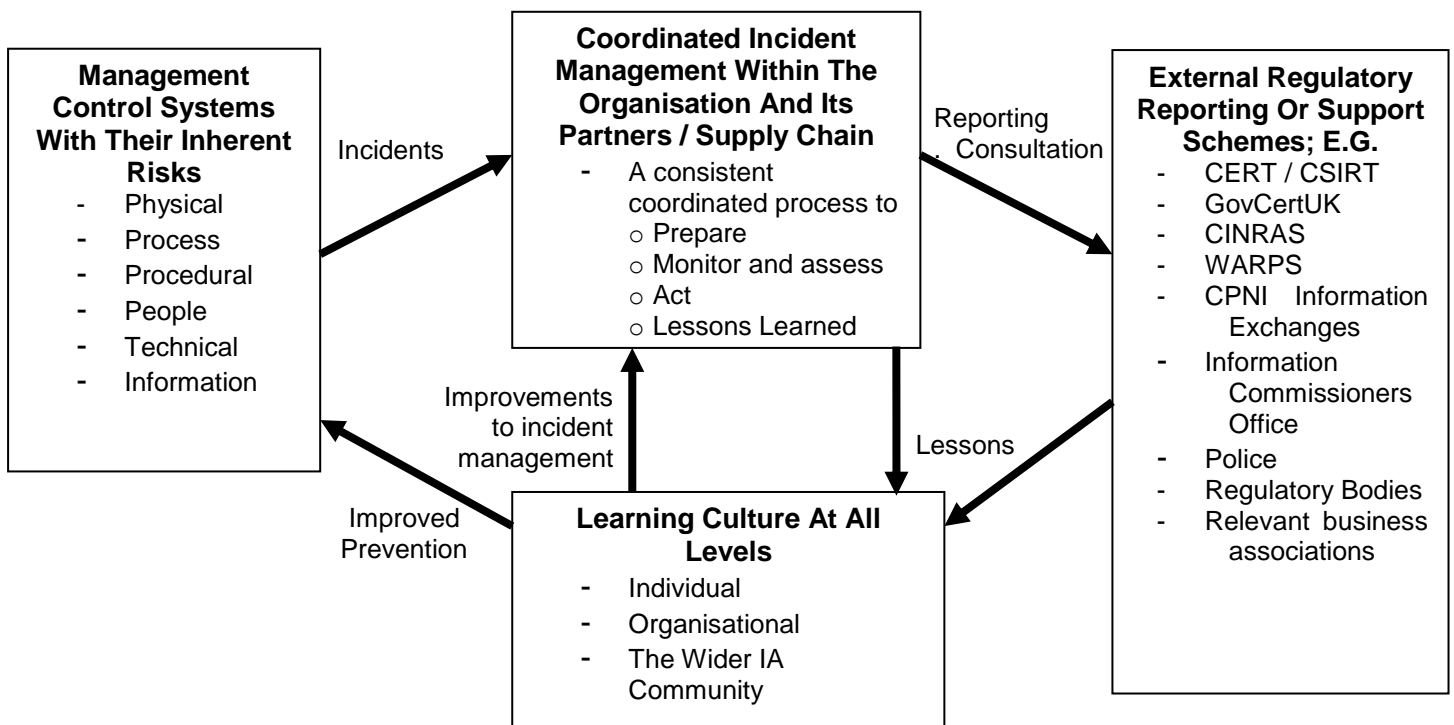 Management
Control Systems
With Their Inherent
Risks
- Physical
- Process
- Procedural
- People
- Technical
- Information
Incidents
Coordinated Incident
Management Within The
Organisation And Its
Partners / Supply Chain
- A consistent
coordinated process to
o Prepare
o Monitor and assess
o Act
o Lessons Learned
Reporting
. Consultation
External Regulatory
Reporting Or Support
Schemes; E.G.
- CERT / CSIRT
- GovCertUK
- CINRAS
- WARPS
- CPNI Information
Exchanges
- Information
Commissioners
Office
- Police
- Regulatory Bodies
- Relevant business
associations
Improvements
to incident
management
Lessons
Improved
Prevention
Learning Culture At All
Levels
- Individual
- Organisational
- The Wider IA
Community